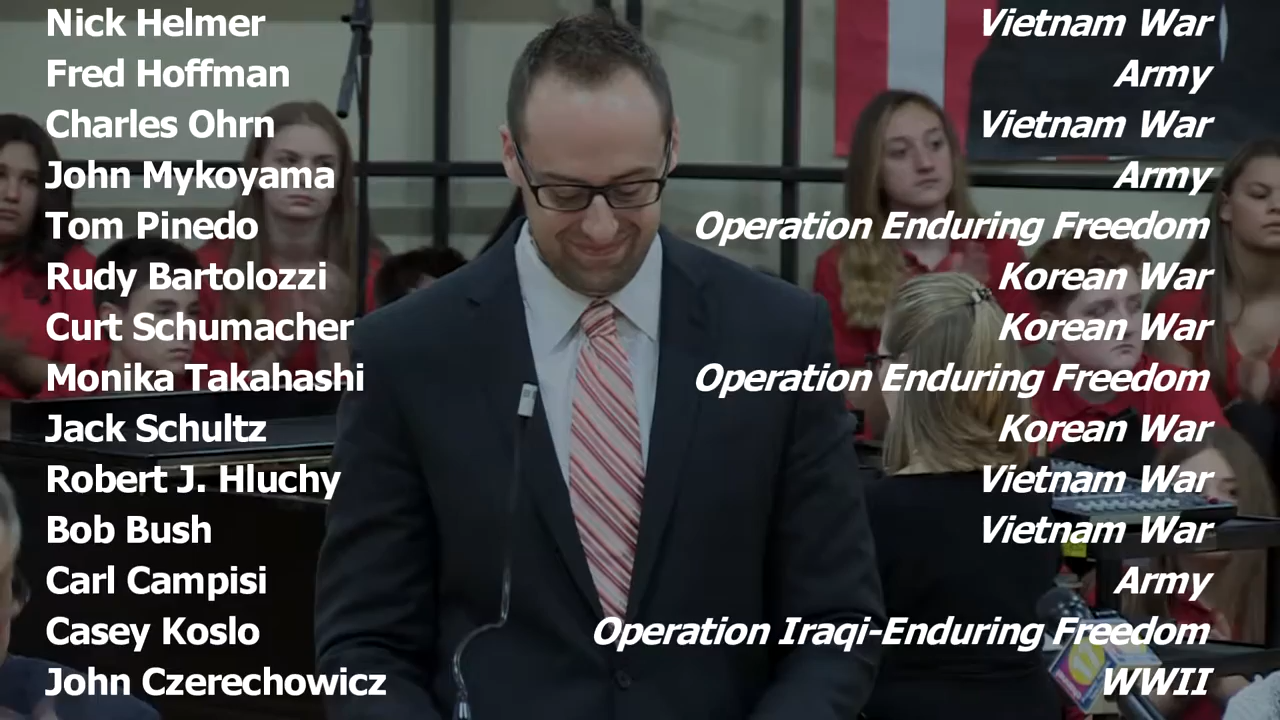 Nick Helmer Vietnam War
Fred Hoffman Army
Charles Ohrn Vietnam War
John Mykoyama Army
Tom Pinedo Operation Enduring Freedom
Rudy Bartolozzi Korean War
Curt Schumacher Korean War
Monika Takahashi Operation Enduring Freedom
Jack Schultz Korean War
Robert J. Hluchy Vietnam War
Bob Bush Vietnam War
Carl Campisi Army
Casey Koslo Operation Iraqi-Enduring Freedom
John Czerechowicz WWII